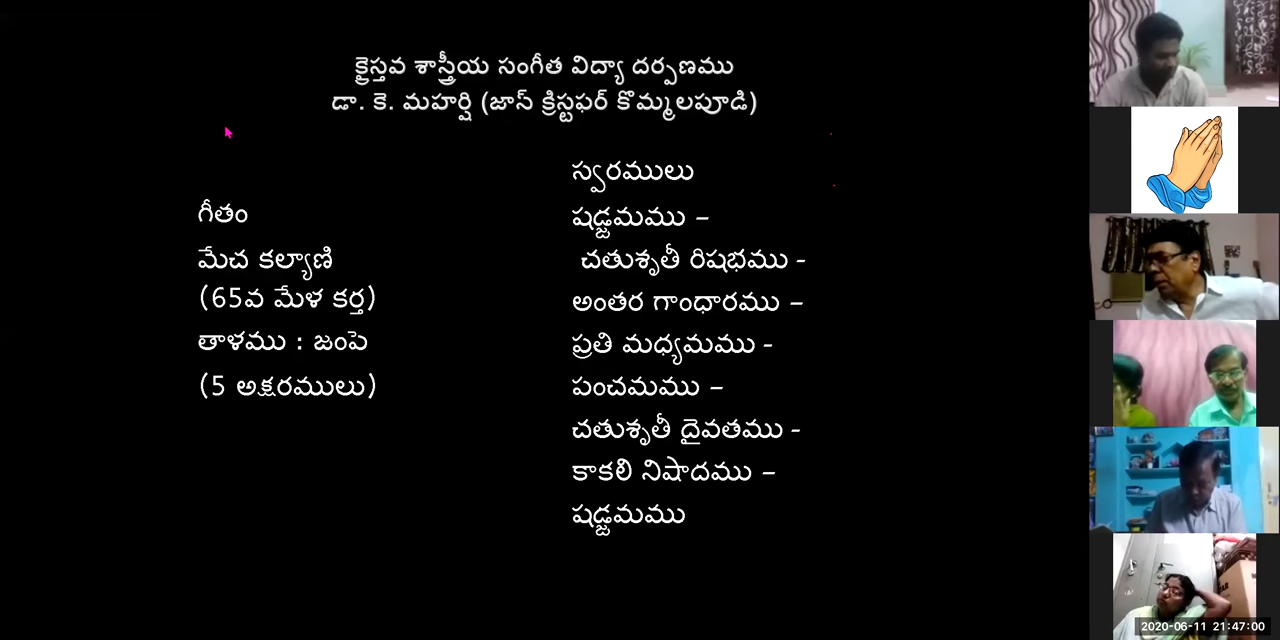 క్రైస్తవ శాస్త్రీయ సంగీత విద్యా దర్పణము
డా. కె. మహర్షి (జాస్ క్రిస్టఫర్ కొమ్మలపూడి)
గీతం
మేచ కల్యాణి
(65వ మేళ కర్త)
తాళము : జంపె
(5 అక్షరములు)
స్వరములు
షడ్జమము –
చతుశృతీ రిషభము -
అంతర గాంధారము –
ప్రతి మధ్యమము -
పంచమము –
చతుశృతీ దైవతము -
కాకలి నిషాదము –
షడ్జమము
2020-06-11 21:47:00